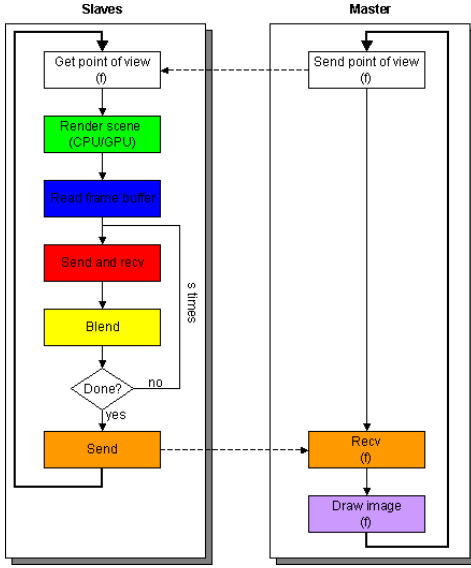 Slaves
Get point of view
(f)
Render scene
(CPU/GPU)
Read frame buffer
Send and recv
s times
Blend
Done?
no
yes
Send
Master
Send point of view
(f)
Recv
(f)
Draw image
(f)